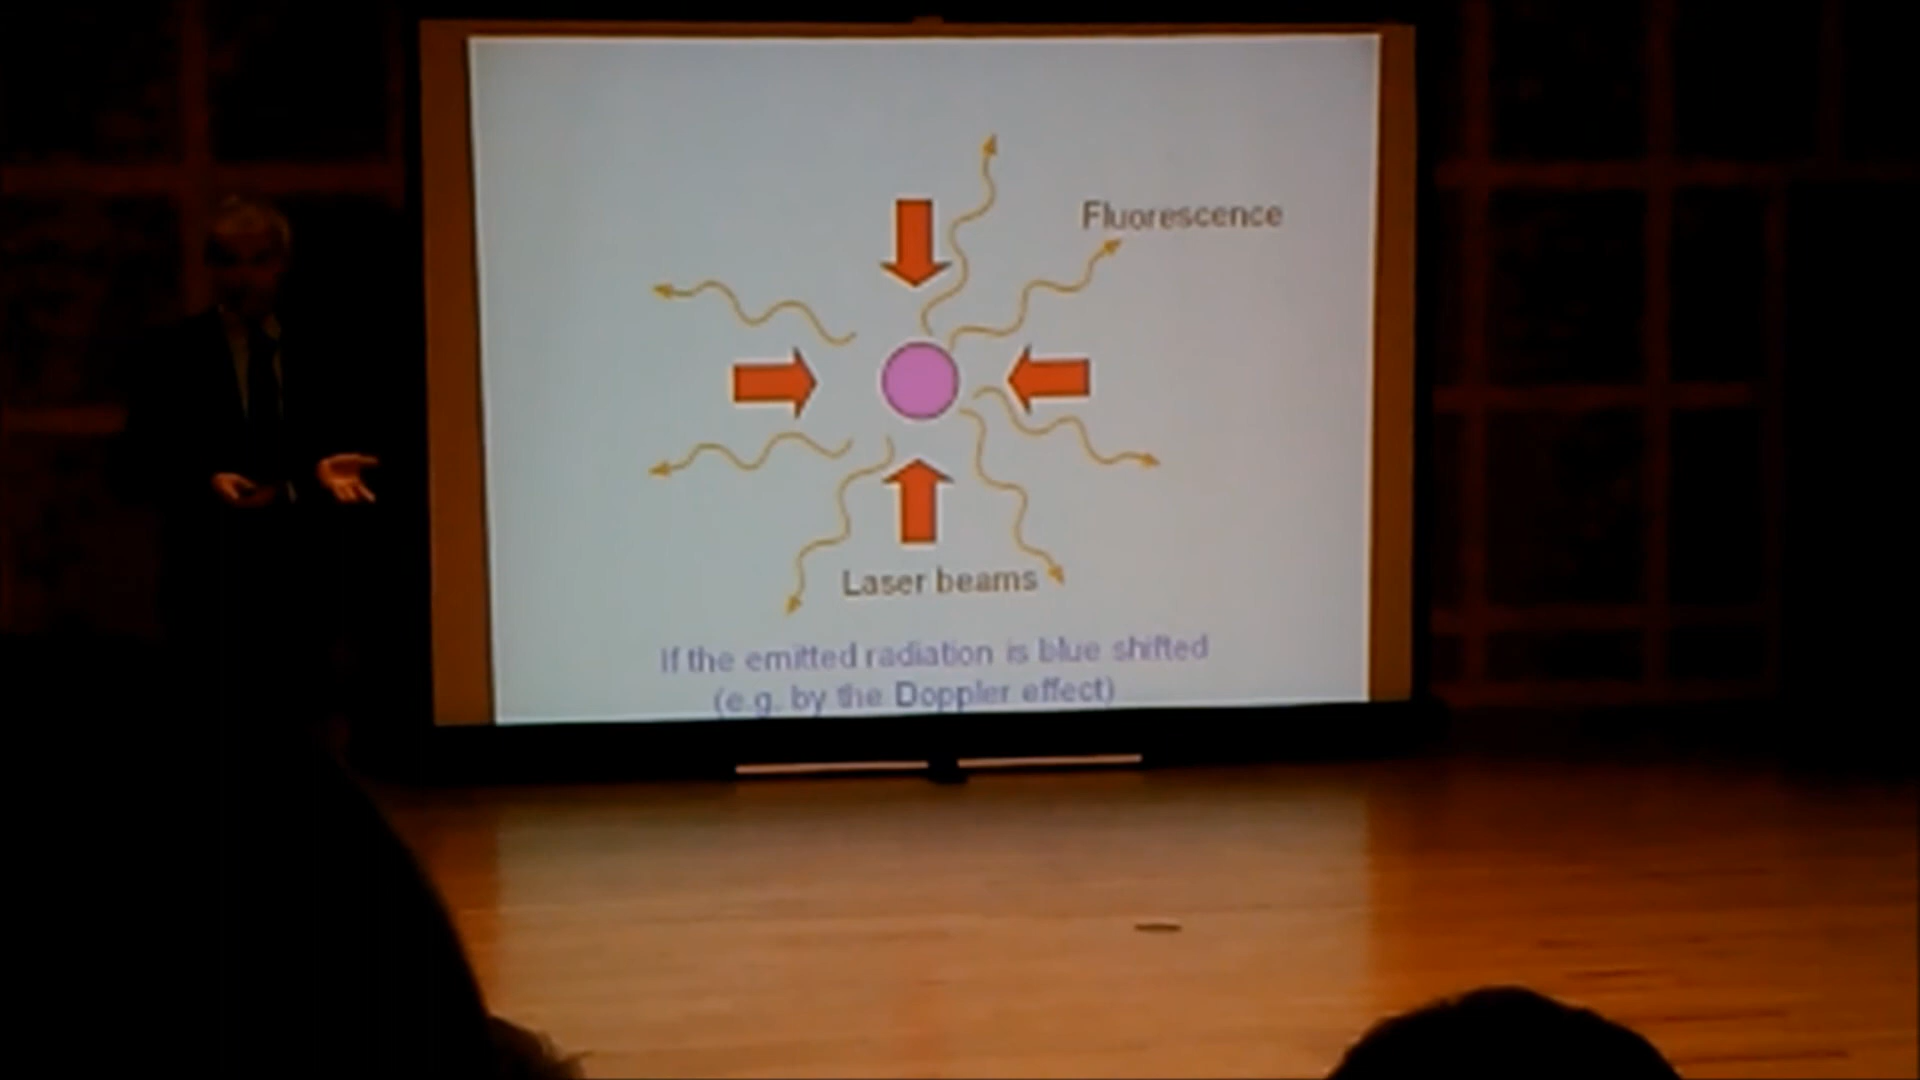 Fluorescence
Laser beams
If the emitted radiation is blue shifted
(e.g. by the Doppler effect)